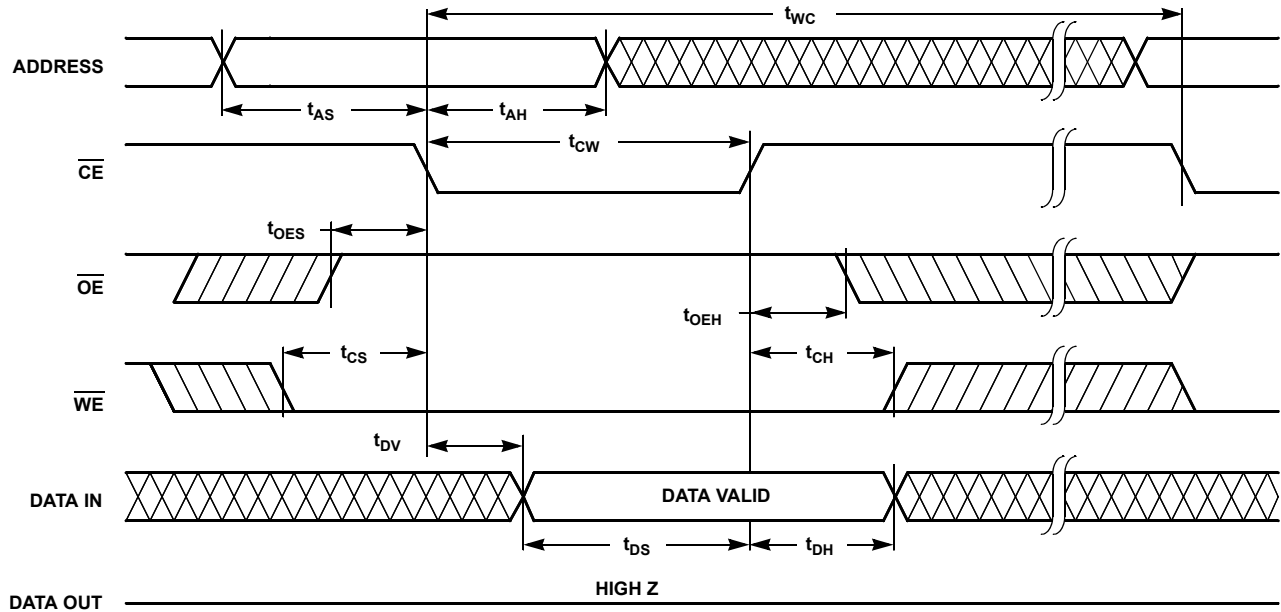 tWC
ADDRESS
tAS
tAH
tCW
CE
tOES
OE
tOEH
tCS
tCH
WE
tDV
DATA IN
DATA VALID
tDS
tDH
HIGH Z
DATA OUT